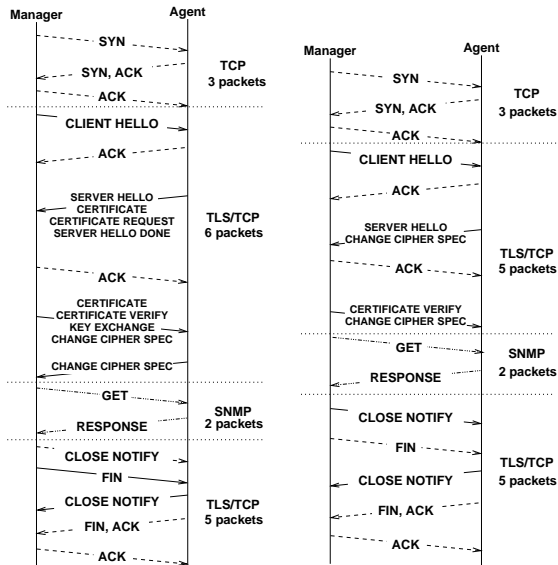 Manager
Agent
SYN
SYN, ACK
ACK
TCP
3 packets
CLIENT HELLO
ACK
SERVER HELLO
CERTIFICATE
CERTIFICATE REQUEST
SERVER HELLO DONE
ACK
CERTIFICATE
CERTIFICATE VERIFY
KEY EXCHANGE
CHANGE CIPHER SPEC
CHANGE CIPHER SPEC
TLS/TCP
6 packets
GET
RESPONSE
SNMP
2 packets
CLOSE NOTIFY
FIN
CLOSE NOTIFY
FIN, ACK
ACK
TLS/TCP
5 packets
Manager
Agent
SYN
SYN, ACK
ACK
TCP
3 packets
CLIENT HELLO
ACK
SERVER HELLO
CHANGE CIPHER SPEC
ACK
CERTIFICATE VERIFY
CHANGE CIPHER SPEC
TLS/TCP
5 packets
GET
RESPONSE
SNMP
2 packets
CLOSE NOTIFY
FIN
CLOSE NOTIFY
FIN, ACK
ACK
TLS/TCP
5 packets